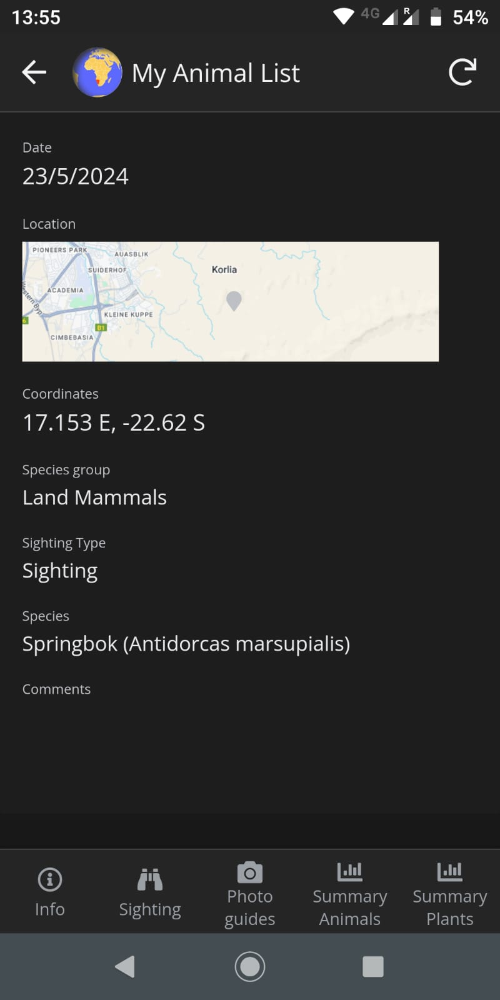 13:55
4G
R
54%
My Animal List
Date
23/5/2024
Location
PIONEERS PARK
AUASBLIK
SUIDERHOF
Korlia
ACADEMIA
KLEINE KUPPE
6
B1
CIMBEBASIA
Coordinates
17.153 E, -22.62 S
Species group
Land Mammals
Sighting Type
Sighting
Species
Springbok (Antidorcas marsupialis)
Comments
Info
Sighting
Photo
guides
Summary
Animals
Summary
Plants